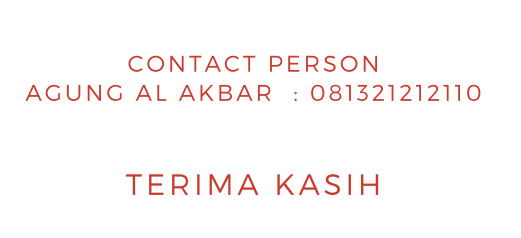 CONTACT PERSON
AGUNG AL AKBAR : 081321212110
TERIMA KASIH